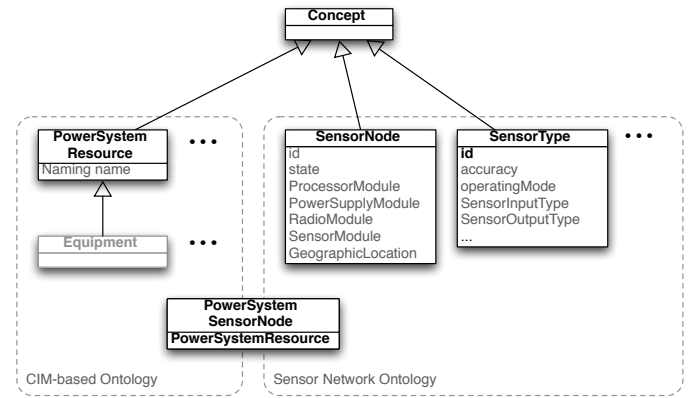 Concept
PowerSystem
Resource
Naming name
Equipment
SensorNode
id
state
ProcessorModule
PowerSupplyModule
RadioModule
SensorModule
GeographicLocation
SensorType
id
accuracy
operatingMode
SensorInputType
SensorOutputType
...
PowerSystem
SensorNode
PowerSystemResource
CIM-based Ontology
Sensor Network Ontology